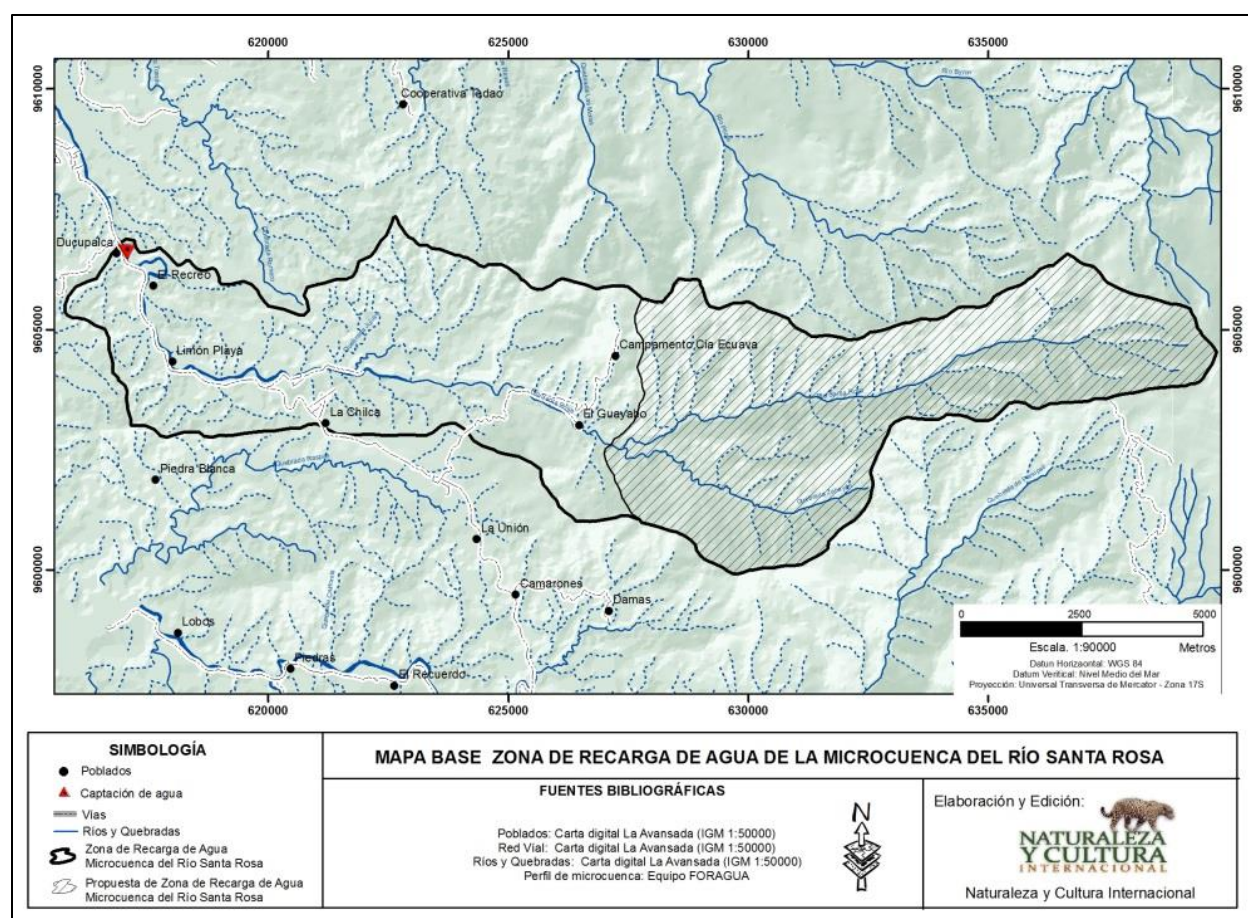 620000 625000 630000 635000
9610000 9610000
9605000 9605000
9600000 9600000
Cooperativa Tadao
Ducupalca
El Recreo
Limón Playa
Campamento Cia Ecuava
La Chilca
El Guayabo
Piedra Blanca
La Unión
Camarones
Damas
Lobos
Piedras
El Recuerdo
0 2500 5000
Escala. 1:90000 Metros
Datun Horizaontal: WGS 84
Datum Veritical: Nivel Medio del Mar
Proyección: Universal Transversa de Mercator - Zona 17S
620000 625000 630000 635000
SIMBOLOGÍA
Poblados
Captación de agua
Vías
Ríos y Quebradas
Zona de Recarga de Agua
Microcuenca del Río Santa Rosa
Propuesta de Zona de Recarga de Agua
Microcuenca del Río Santa Rosa
MAPA BASE ZONA DE RECARGA DE AGUA DE LA MICROCUENCA DEL RÍO SANTA ROSA
FUENTES BIBLIOGRÁFICAS
Poblados: Carta digital La Avansada (IGM 1:50000)
Red Vial: Carta digital La Avansada (IGM 1:50000)
Ríos y Quebradas: Carta digital La Avansada (IGM 1:50000)
Perfil de microcuenca: Equipo FORAGUA
N
Elaboración y Edición:
NATURALEZA
Y CULTURA
INTERNACIONAL
Naturaleza y Cultura Internacional